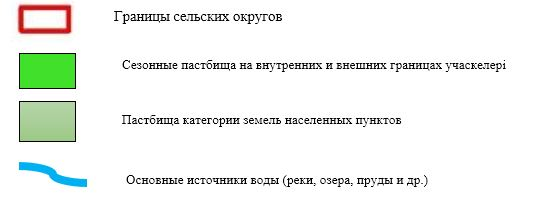 Границы сельских округов
Сезонные пастбища на внутренних и внешних границах учаскелері
Пастбища категории земель населенных пунктов
Основные источники воды (реки, озера, пруды и др.)